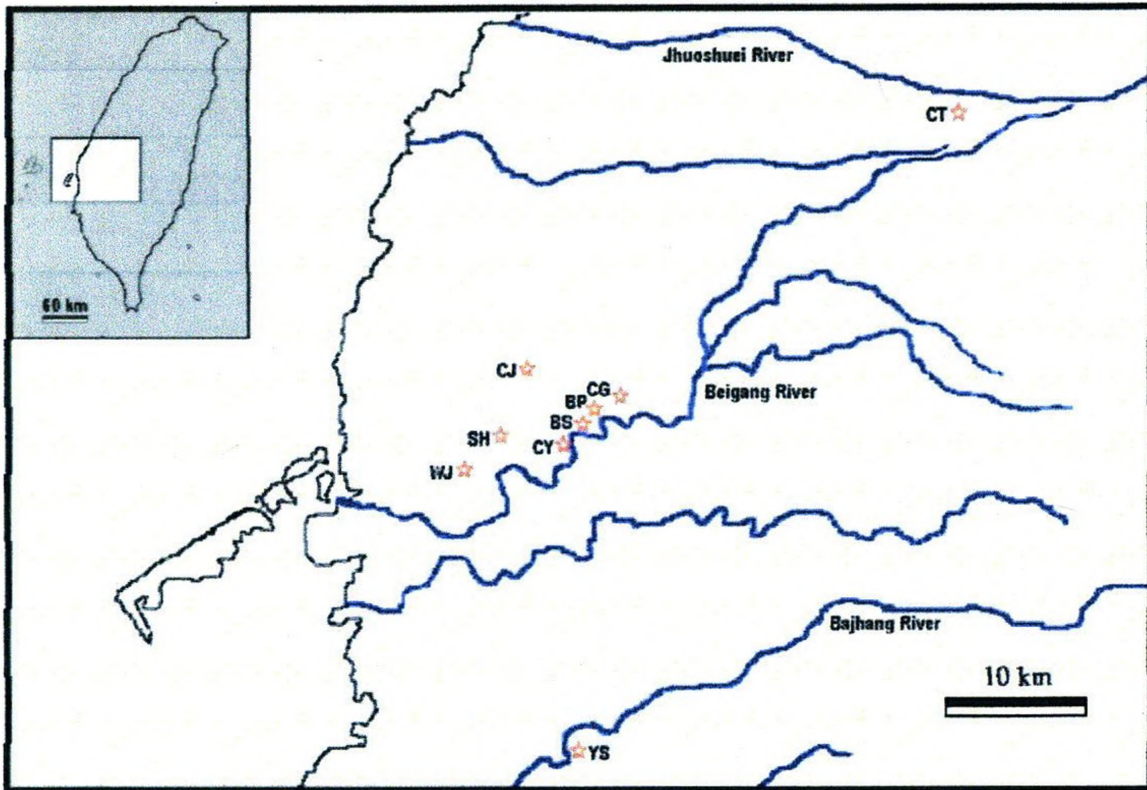 60 km
Jhuoshuei River
CT
CJ
CG
BP
BS
SH
CY
WJ
Beigang River
Bajhang River
10 km
YS